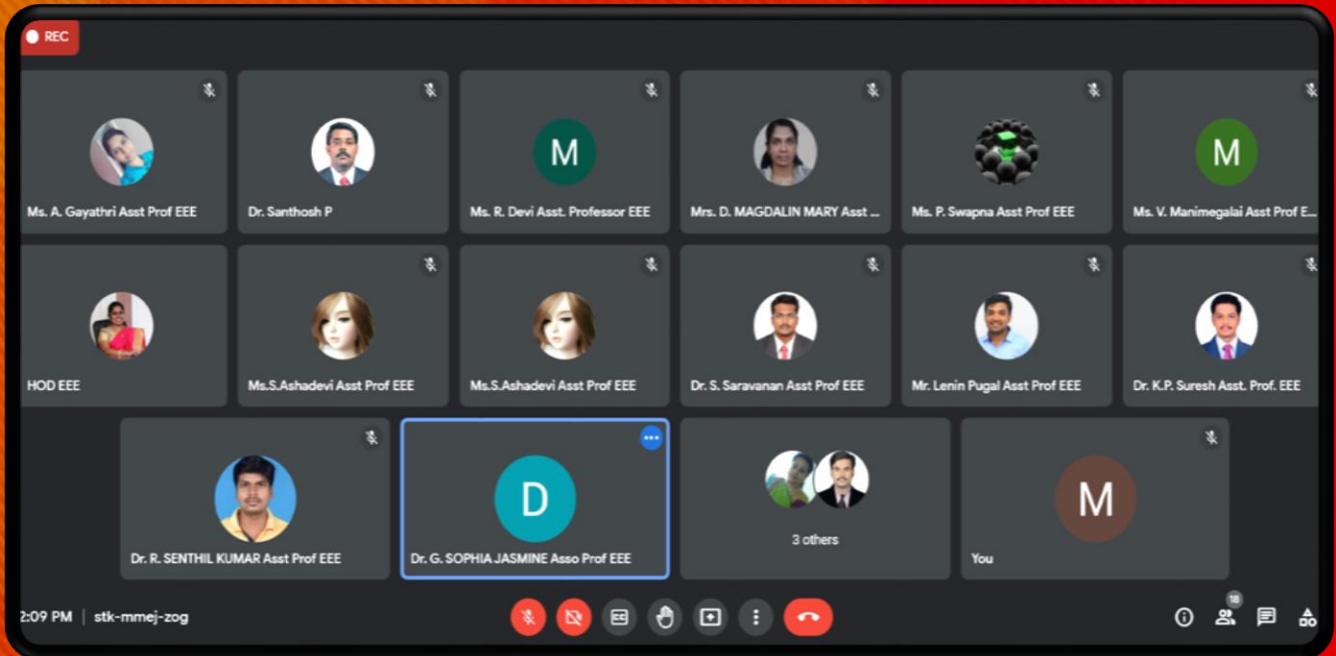 REC
M
M
Ms. A. Gayathri Asst Prof EEE
Dr. Santhosh P
Ms. R. Devi Asst. Professor EEE
Mrs. D. MAGDALIN MARY Asst ...
Ms. P. Swapna Asst Prof EEE
Ms. V. Manimegalai Asst Prof E...
HOD EEE
Ms.S.Ashadevi Asst Prof EEE
Ms.S.Ashadevi Asst Prof EEE
Dr. S. Saravanan Asst Prof EEE
Mr. Lenin Pugal Asst Prof EEE
Dr. K.P. Suresh Asst. Prof. EEE
D
M
3 others
Dr. R. SENTHIL KUMAR Asst Prof EEE
Dr. G. SOPHIA JASMINE Asso Prof EEE
You
2:09 PM | stk-mmej-zog
CC
18